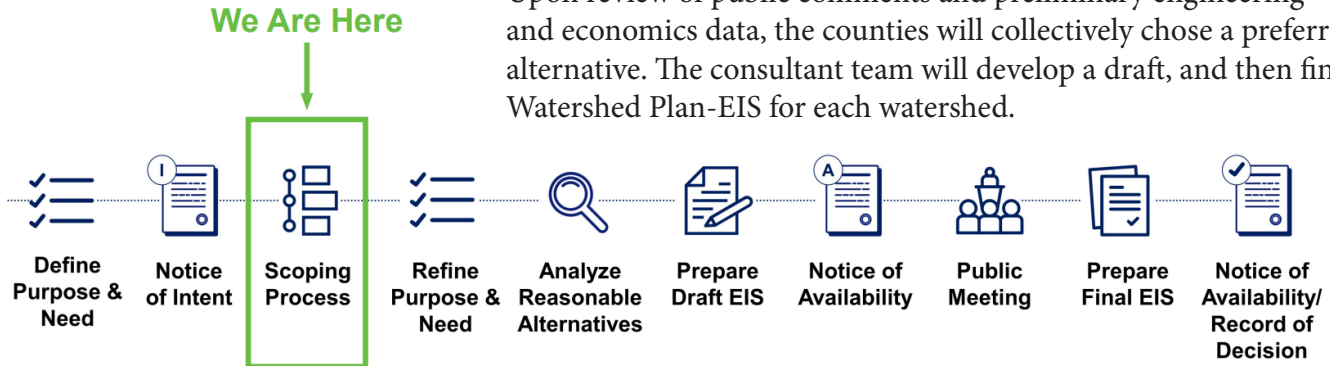 We Are Here
and economics data, the counties will collectively chose a
alternative. The consultant team will develop a draft, and then
Watershed Plan-EIS for each watershed.
I
A
Define
Purpose &
Need
Notice
of Intent
Scoping
Process
Refine
Purpose &
Need
Analyze
Reasonable
Alternatives
Prepare
Draft EIS
Notice of
Availability
Public
Meeting
Prepare
Final EIS
Notice of
Availability/
Record of
Decision